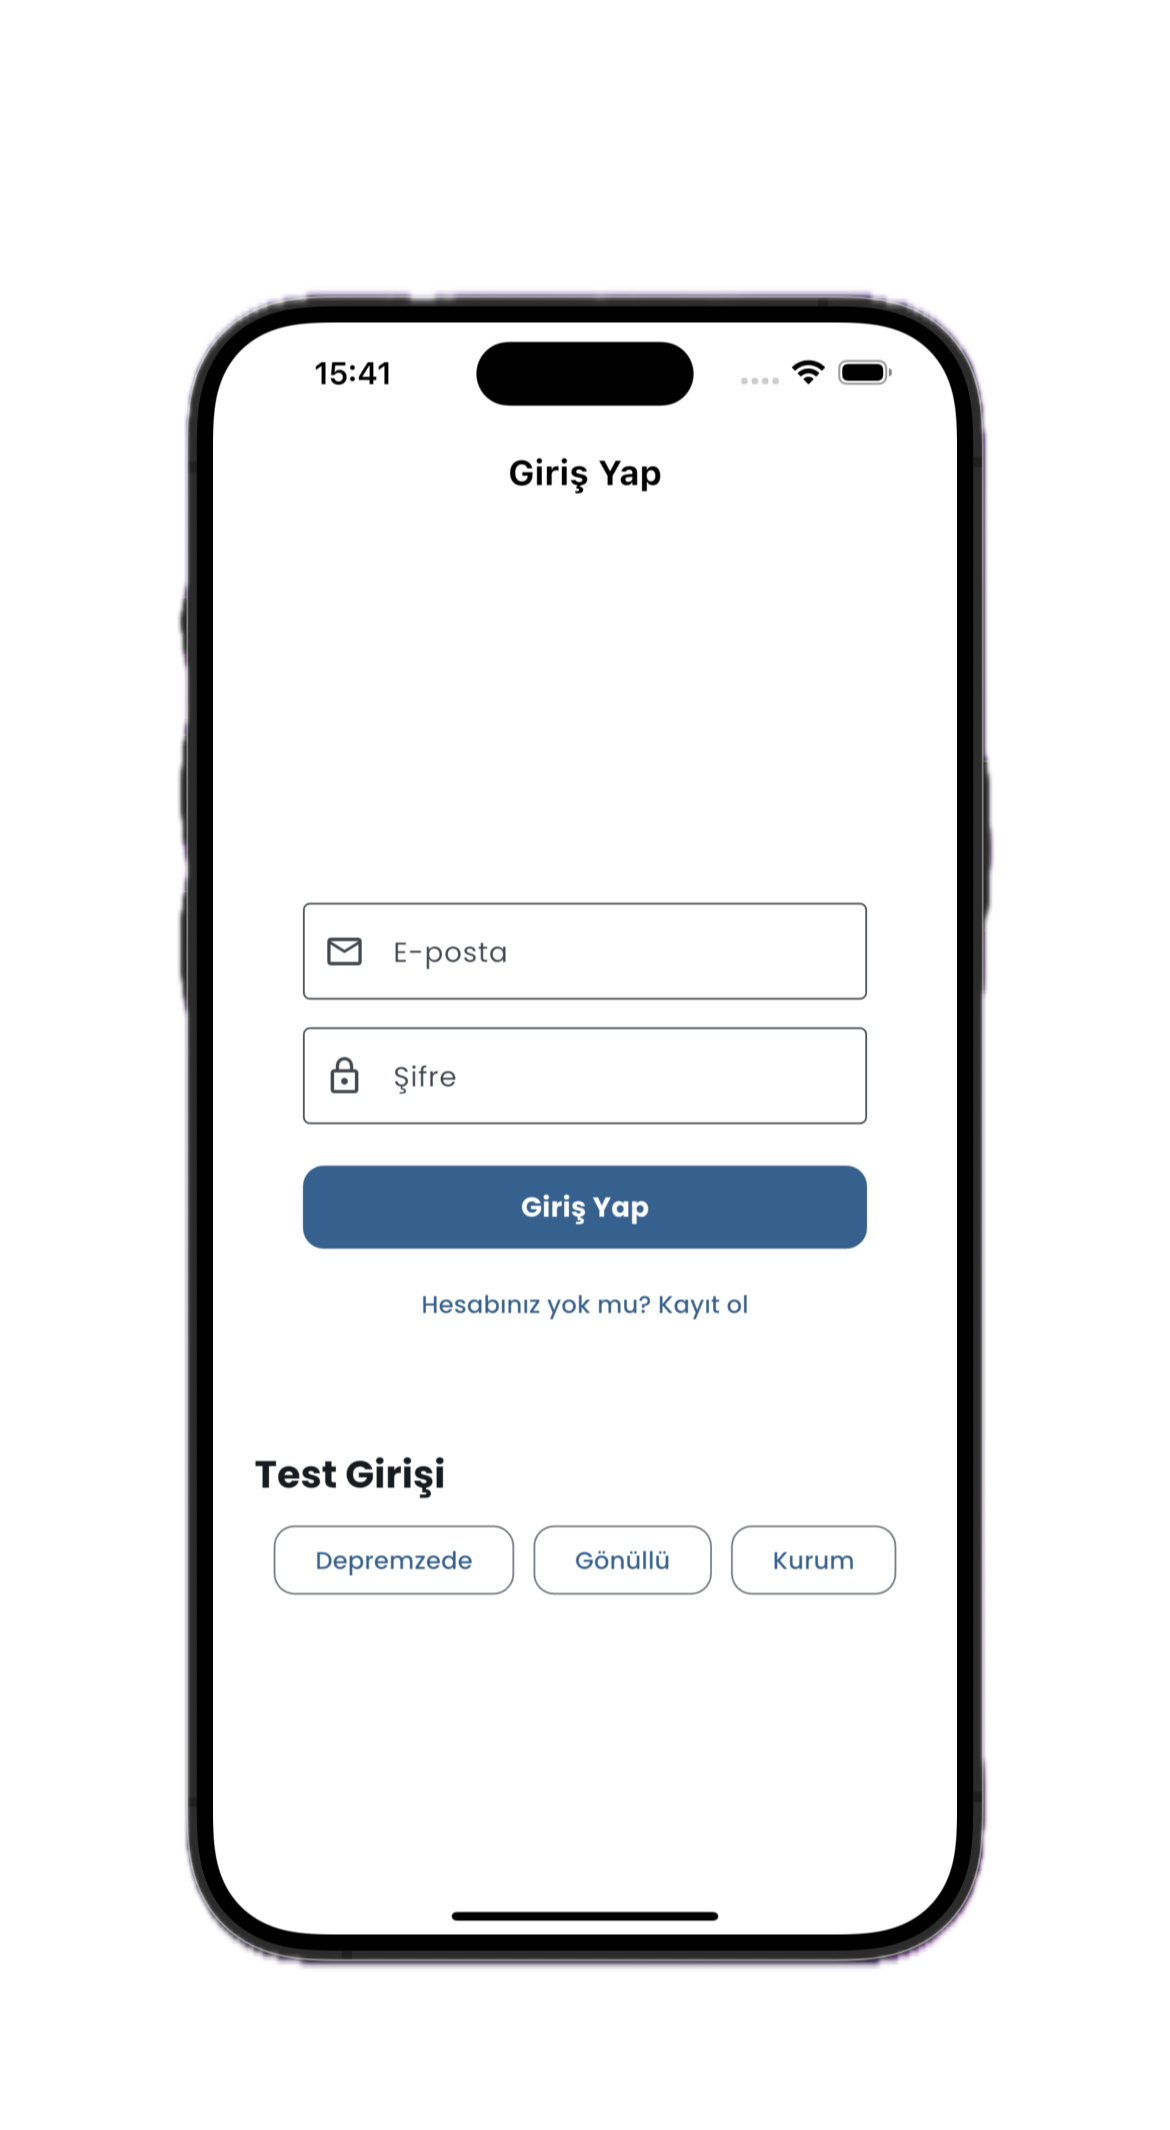 15:41
Giriş Yap
E-posta
Şifre
Giriş Yap
Hesabınız yok mu? Kayıt ol
Test Girişi
Depremzede Gönüllü Kurum